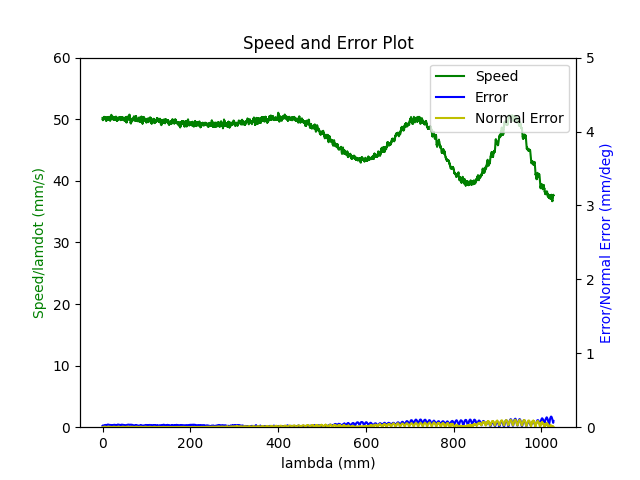 Speed and Error Plot
60
50
40
30
20
10
0
Speed/lamdot (mm/s)
Speed
Error
Normal Error
5
4
3
2
1
0
Error/Normal Error (mm/deg)
0 200 400 600 800 1000
lambda (mm)